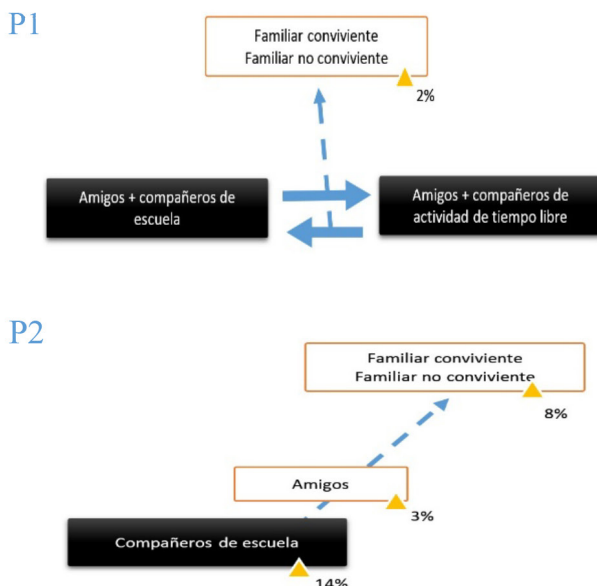 P1
Familiar conviviente
Familiar no conviviente
2%
Amigos + compañeros de
escuela
Amigos + compañeros de
actividad de tiempo libre
P2
Familiar conviviente
Familiar no conviviente
8%
Amigos
3%
Compañeros de escuela
14%